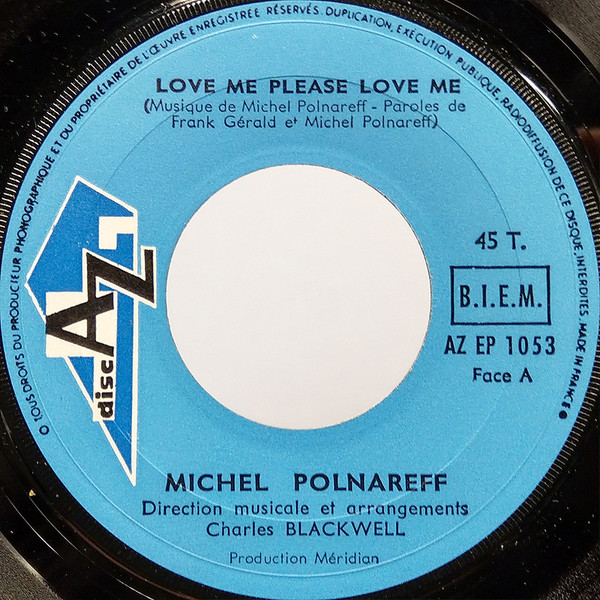 © TOUS DROITS DU PRODUCTEUR PHONOGRAPHIQUE ET DU PROPRIÉTAIRE DE L'ŒUVRE ENREGISTRÉE RÉSERVÉS. DUPLICATION, EXÉCUTION PUBLIQUE, RADIODIFFUSION DE CE DISQUE INTERDITES. MADE IN FRANCE
LOVE ME PLEASE LOVE ME
(Musique de Michel Polnareff - Paroles de
Frank Gérald et Michel Polnareff)
disc AZ
45 T.
B.I.E.M.
AZ EP 1053
Face A
MICHEL POLNAREFF
Direction musicale et arrangements
Charles BLACKWELL
Production Méridian